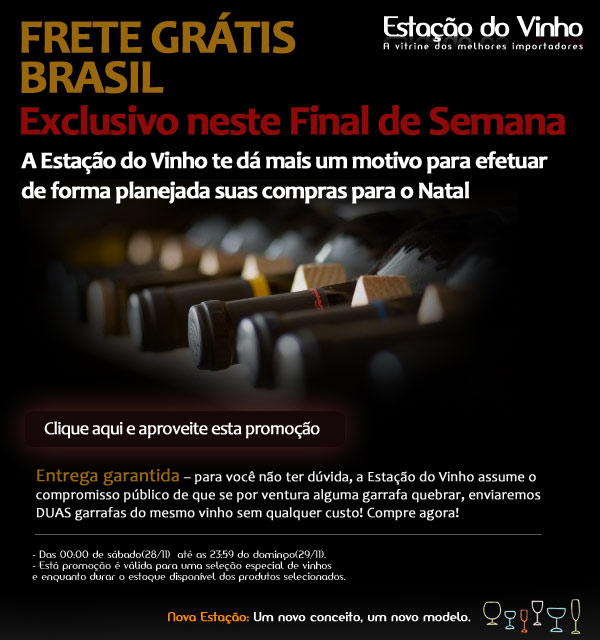 FRETE GRÁTIS
BRASIL
Estação do Vinho
A vitrine dos melhores importadores
Exclusivo neste Final de Semana
A Estação do Vinho te dá mais um motivo para efetuar
de forma planejada suas compras para o Natal
Clique aqui e aproveite esta promoção
Entrega garantida – para você não ter dúvida, a Estação do Vinho assume o
compromisso público de que se por ventura alguma garrafa quebrar, enviaremos
DUAS garrafas do mesmo vinho sem qualquer custo! Compre agora!
- Das 00:00 de sábado(28/11) até as 23:59 do domingo(29/11).
- Está promoção é válida para uma seleção especial de vinhos
e enquanto durar o estoque disponível dos produtos selecionados.
Nova Estação: Um novo conceito, um novo modelo.